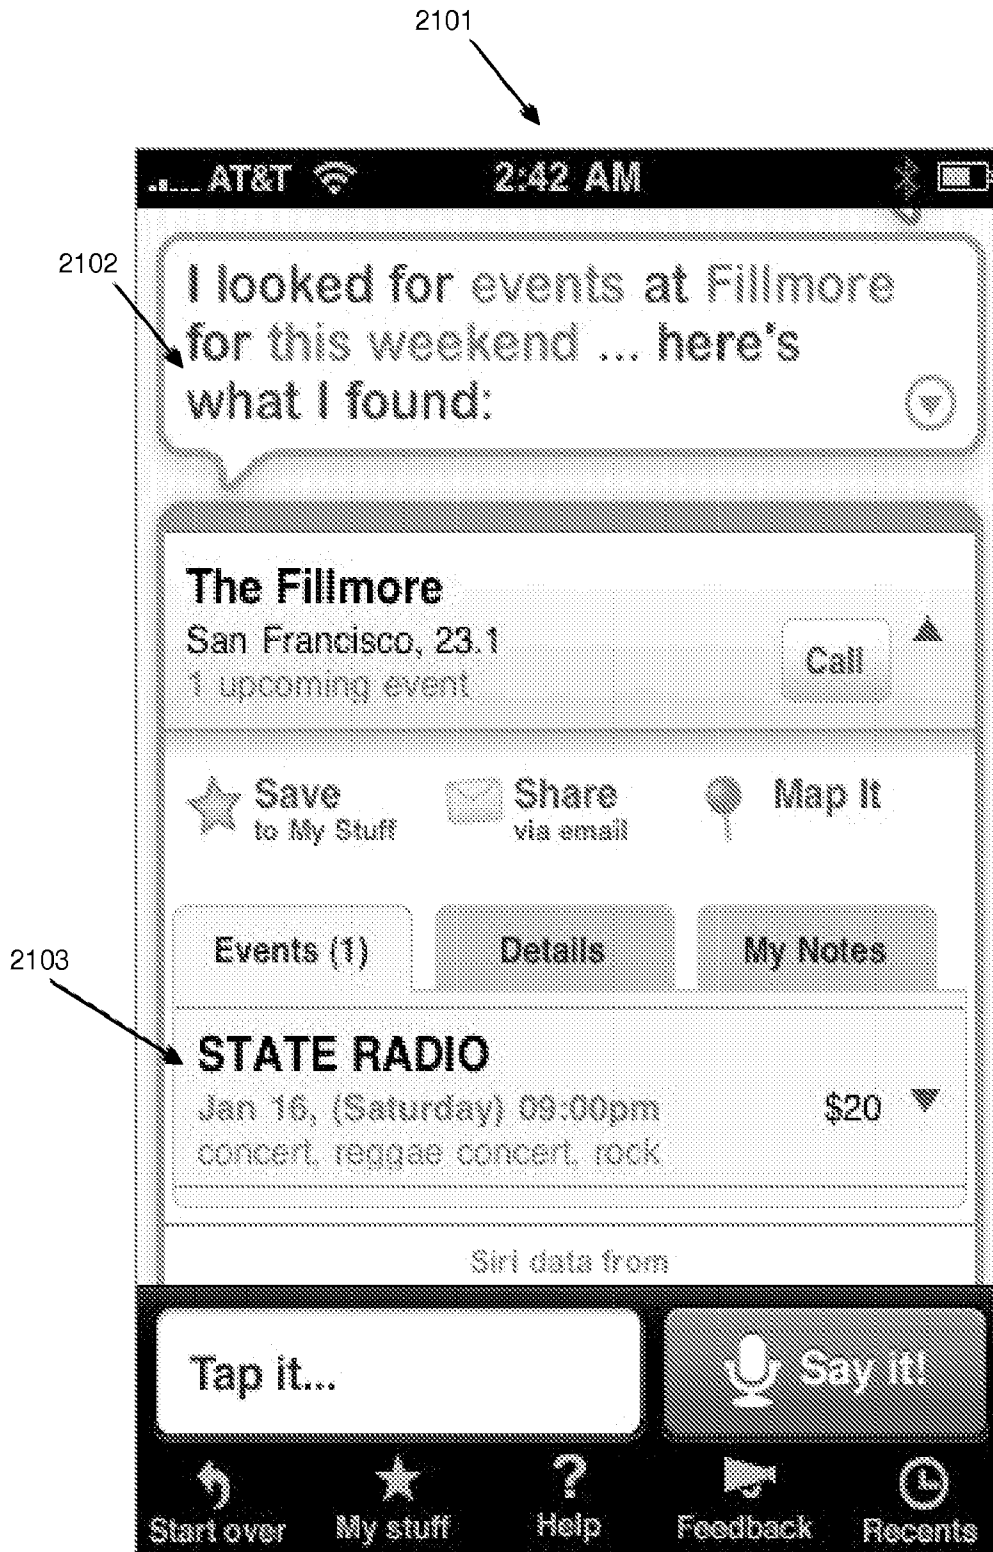 2101
AT&T 2:42 AM
2102
I looked for events at Fillmore
for this weekend ... here's
what I found:
The Fillmore
San Francisco, 23.1
1 upcoming event
Call
Save
to My Stuff
Share
via email
Map It
Events (1) Details My Notes
2103
STATE RADIO
Jan 16, (Saturday) 09:00pm
$20
concert, reggae concert, rock
Siri data from
Tap it... Say it!
Start over My stuff Help Feedback Recents